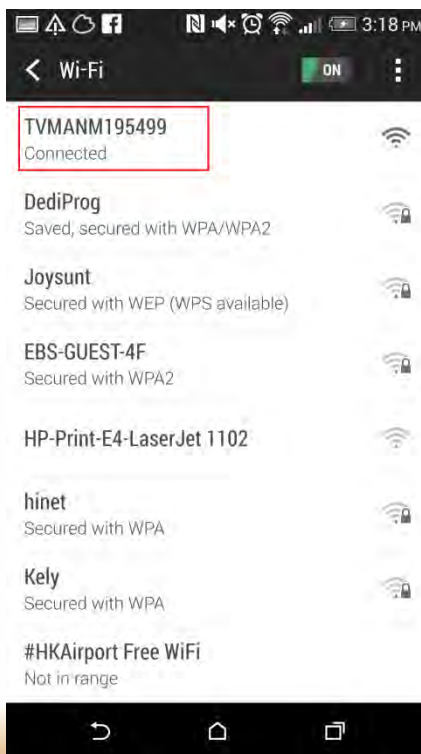 3:18 PM
Wi-Fi
ON
TVMANM195499
Connected
DediProg
Saved, secured with WPA/WPA2
Joysunt
Secured with WEP (WPS available)
EBS-GUEST-4F
Secured with WPA2
HP-Print-E4-LaserJet 1102
hinet
Secured with WPA
Kely
Secured with WPA
#HKAirport Free WiFi
Not in range